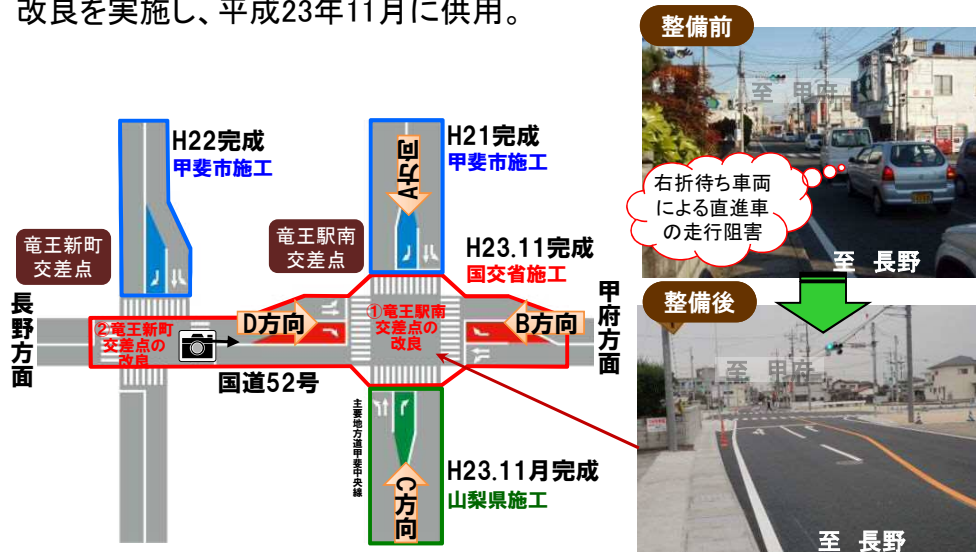 改良を実施し、平成23年11月に供用。
整備前
至 甲府
右折待ち車両
による直進車
の走行阻害
至 長野
整備後
至 甲府
至 長野
H22完成
甲斐市施工
H21完成
甲斐市施工
A方向
竜王新町
交差点
竜王駅南
交差点
H23.11完成
国交省施工
長野方面
②竜王新町
交差点の
改良
D方向
①竜王駅南
交差点の
改良
B方向
甲府方面
国道52号
主要地方道甲斐中央線
C方向
H23.11月完成
山梨県施工